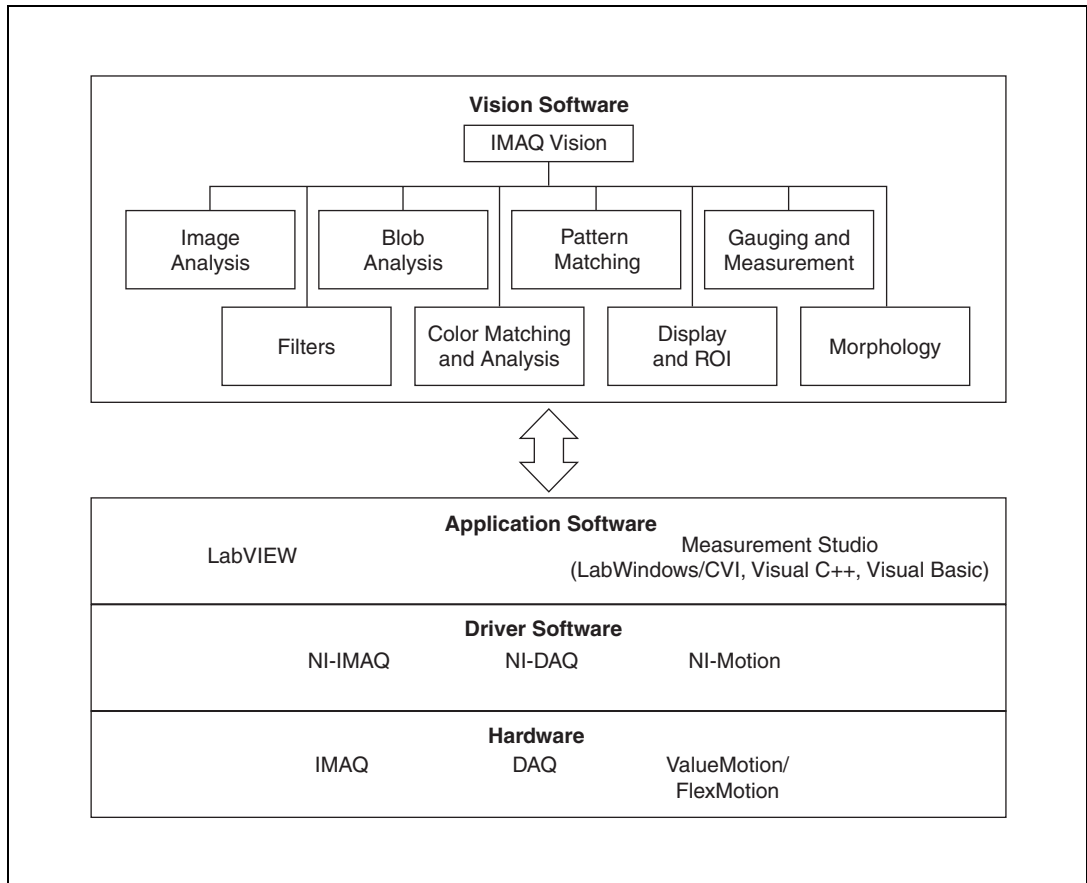 Vision Software
IMAQ Vision
Image
Analysis
Blob
Analysis
Pattern
Matching
Gauging and
Measurement
Filters
Color Matching
and Analysis
Display
and ROI
Morphology
Application Software
LabVIEW
Measurement Studio
(LabWindows/CVI, Visual C++, Visual Basic)
Driver Software
NI-IMAQ
NI-DAQ
NI-Motion
Hardware
IMAQ
DAQ
ValueMotion/
FlexMotion